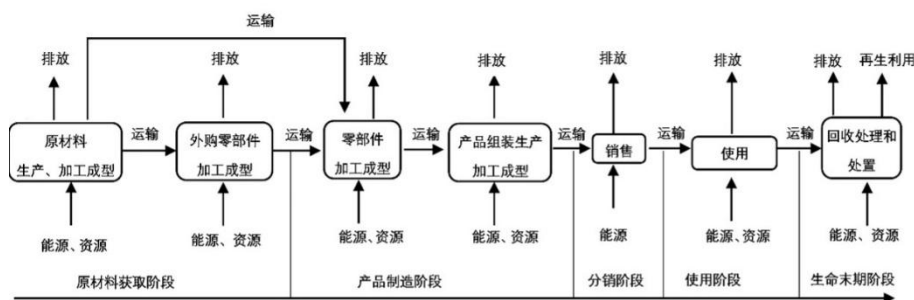 运输
排放
排放
排放
排放
排放
排放
排放
再生利用
原材料
生产、加工成型
运输
外购零部件
加工成型
运输
零部件
加工成型
运输
产品组装生产
加工成型
运输
销售
运输
使用
运输
回收处理和
处置
能源、资源
能源、资源
能源、资源
能源、资源
能源
能源、资源
能源、资源
原材料获取阶段
产品制造阶段
分销阶段
使用阶段
生命末期阶段